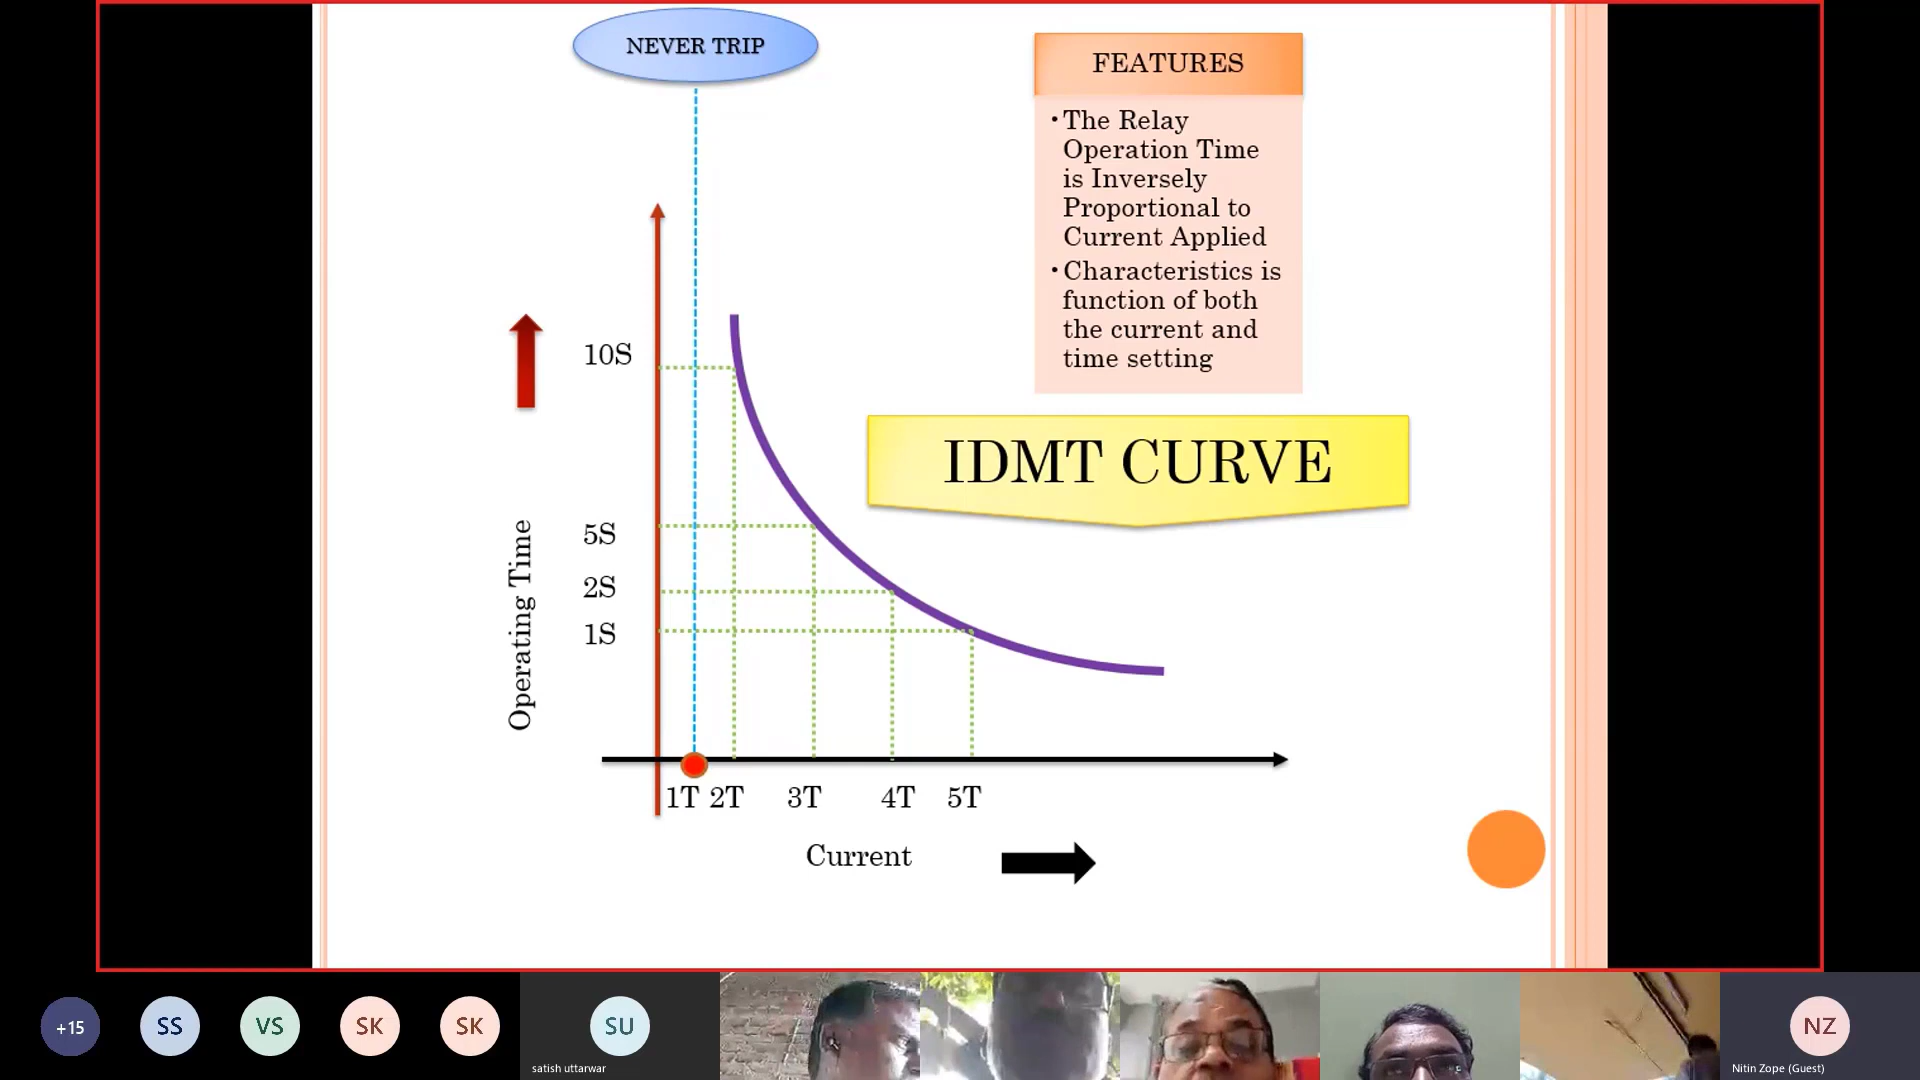 NEVER TRIP
FEATURES
•The Relay
Operation Time
is Inversely
Proportional to
Current Applied
•Characteristics is
function of both
the current and
time setting
IDMT CURVE
10S
5S
2S
1S
Operating Time
1T 2T 3T 4T 5T
Current
+15
SS
VS
SK
SK
SU
satish uttarwar
NZ
Nitin Zope (Guest)